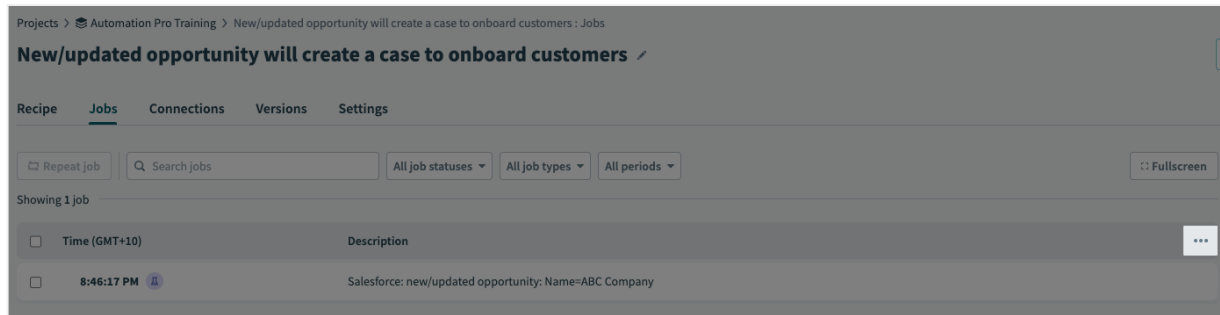 Projects > Automation Pro Training > New/updated opportunity will create a case to onboard customers : Jobs
New/updated opportunity will create a case to onboard customers
Recipe Jobs Connections Versions Settings
Repeat job Search jobs All job statuses All job types All periods Fullscreen
Showing 1 job
Time (GMT+10) Description
8:46:17 PM Salesforce: new/updated opportunity: Name=ABC Company